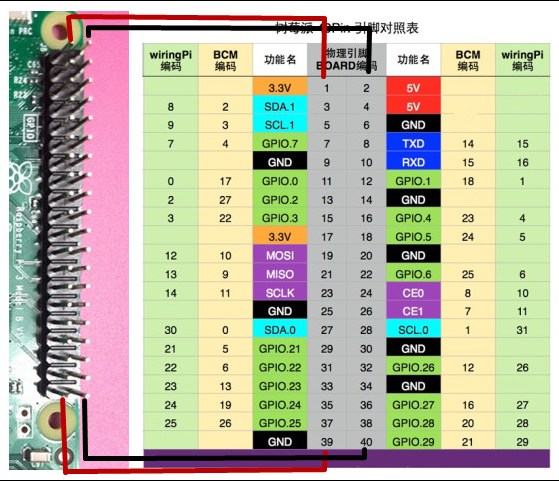 树莓派 40Pin 引脚对照表
wiringPi 编码 BCM 编码 功能名 物理引脚 BOARD编码 功能名 BCM 编码 wiringPi 编码
3.3V 1 2 5V
8 2 SDA.1 3 4 5V
9 3 SCL.1 5 6 GND
7 4 GPIO.7 7 8 TXD 14 15
GND 9 10 RXD 15 16
0 17 GPIO.0 11 12 GPIO.1 18 1
2 27 GPIO.2 13 14 GND
3 22 GPIO.3 15 16 GPIO.4 23 4
3.3V 17 18 GPIO.5 24 5
12 10 MOSI 19 20 GND
13 9 MISO 21 22 GPIO.6 25 6
14 11 SCLK 23 24 CE0 8 10
GND 25 26 CE1 7 11
30 0 SDA.0 27 28 SCL.0 1 31
21 5 GPIO.21 29 30 GND
22 6 GPIO.22 31 32 GPIO.26 12 26
23 13 GPIO.23 33 34 GND
24 19 GPIO.24 35 36 GPIO.27 16 27
25 26 GPIO.25 37 38 GPIO.28 20 28
GND 39 40 GPIO.29 21 29
PRC
R24
R23
GPIO
Raspberry Pi 3 Model B V1